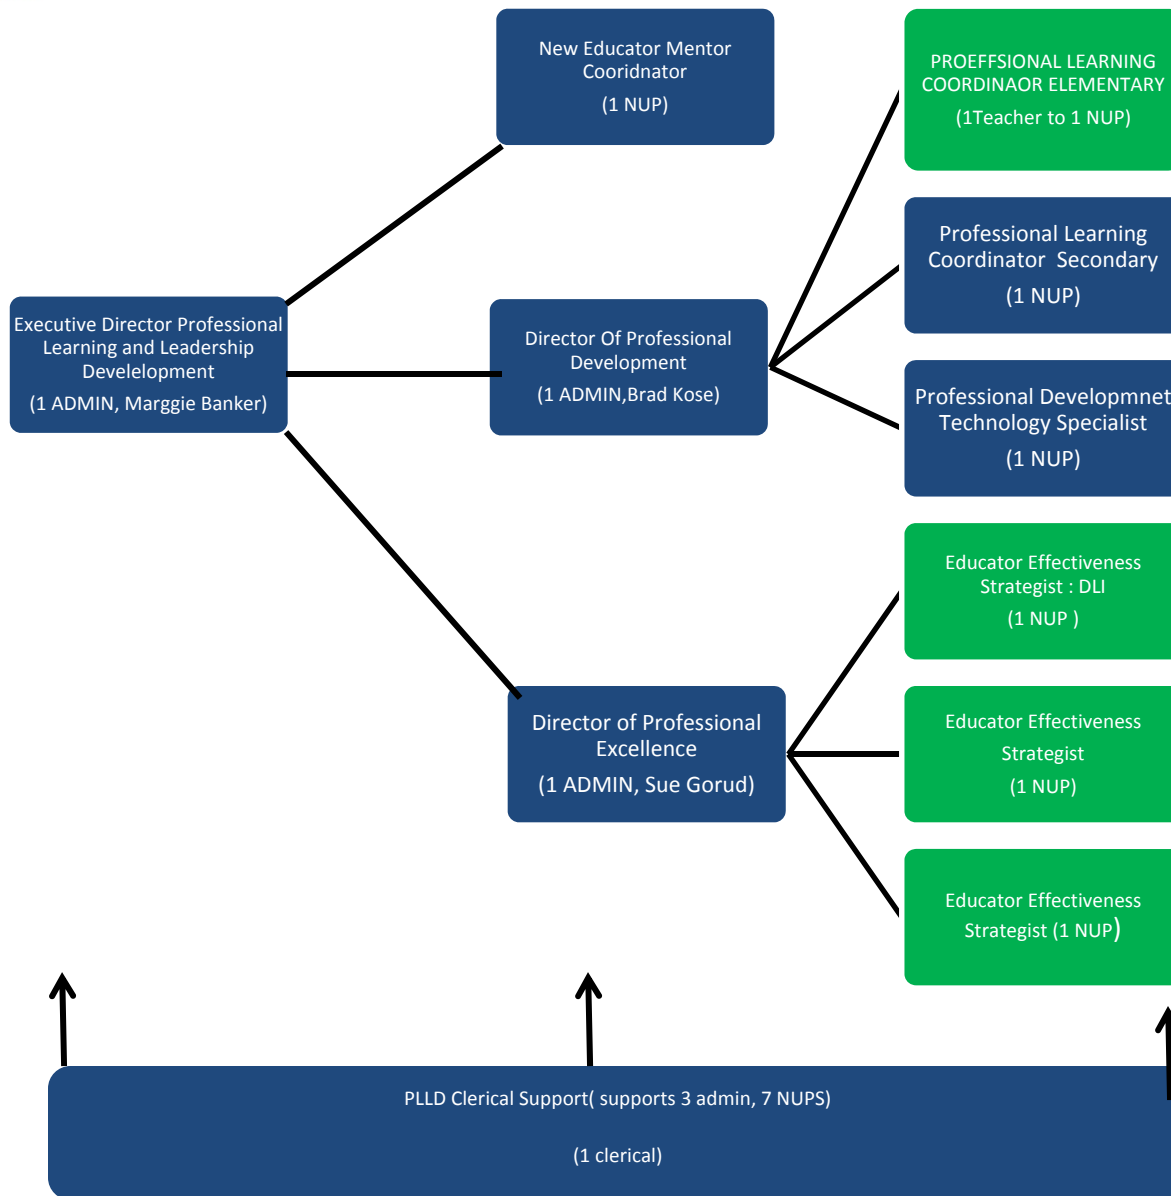 New Educator Mentor
Cooridnator
(1 NUP)
PROEFFSIONAL LEARNING
COORDINAOR ELEMENTARY
(1Teacher to 1 NUP)
Professional Learning
Coordinator  Secondary
(1 NUP)
Executive Director Professional
Learning and Leadership
Develelopment
(1 ADMIN, Marggie Banker)
Director Of Professional
Development
(1 ADMIN,Brad Kose)
Professional Developmnet
Technology Specialist
(1 NUP)
Educator Effectiveness
Strategist : DLI
(1 NUP )
Director of Professional
Excellence
(1 ADMIN, Sue Gorud)
Educator Effectiveness
Strategist
(1 NUP)
Educator Effectiveness
Strategist (1 NUP)
PLLD Clerical Support( supports 3 admin, 7 NUPS)
(1 clerical)